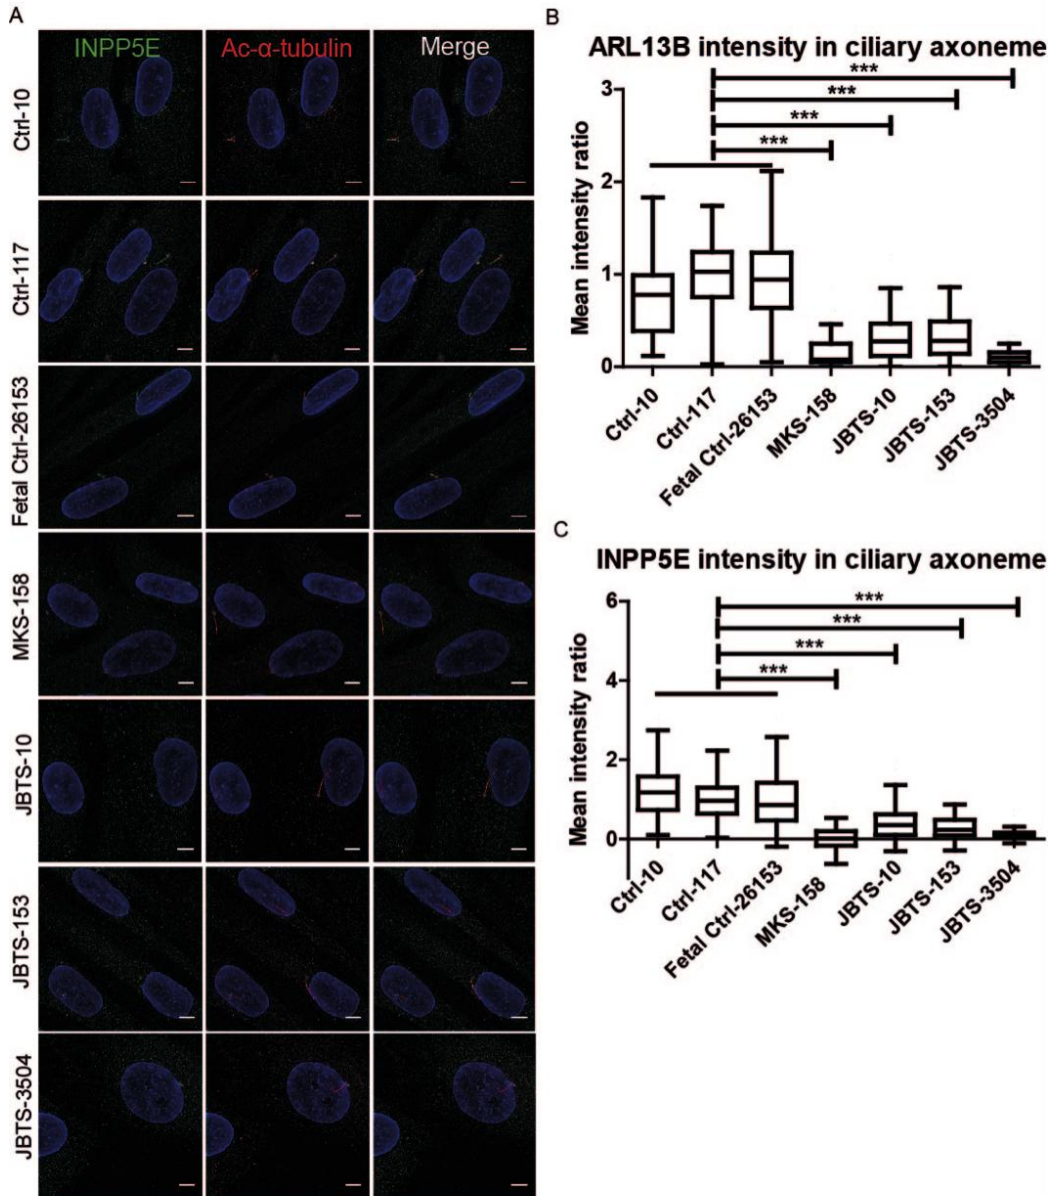 A
INPP5E Ac-α-tubulin Merge
Ctrl-10
Ctrl-117
Fetal Ctrl-26153
MKS-158
JBTS-10
JBTS-153
JBTS-3504
B
ARL13B intensity in ciliary axoneme
***
***
***
***
Mean intensity ratio
3
2
1
0
Ctrl-10
Ctrl-117
Fetal Ctrl-26153
MKS-158
JBTS-10
JBTS-153
JBTS-3504
C
INPP5E intensity in ciliary axoneme
***
***
***
***
Mean intensity ratio
6
4
2
0
Ctrl-10
Ctrl-117
Fetal Ctrl-26153
MKS-158
JBTS-10
JBTS-153
JBTS-3504